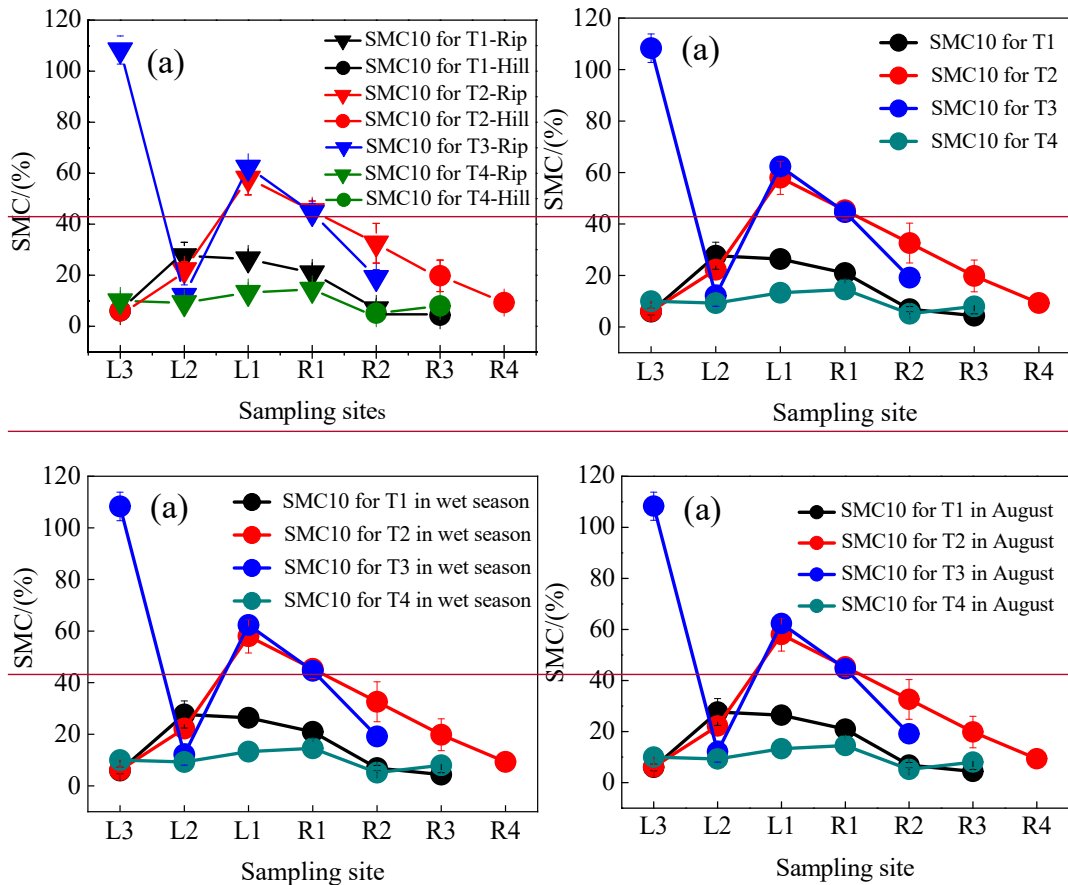 120
100
80
60
40
20
0
SMC/(%)
(a)
SMC10 for T1-Rip
SMC10 for T1-Hill
SMC10 for T2-Rip
SMC10 for T2-Hill
SMC10 for T3-Rip
SMC10 for T4-Rip
SMC10 for T4-Hill
L3 L2 L1 R1 R2 R3 R4
Sampling sites
120
100
80
60
40
20
0
SMC/(%)
(a)
SMC10 for T1
SMC10 for T2
SMC10 for T3
SMC10 for T4
L3 L2 L1 R1 R2 R3 R4
Sampling site
120
100
80
60
40
20
0
SMC/(%)
(a)
SMC10 for T1 in wet season
SMC10 for T2 in wet season
SMC10 for T3 in wet season
SMC10 for T4 in wet season
L3 L2 L1 R1 R2 R3 R4
Sampling site
120
100
80
60
40
20
0
SMC/(%)
(a)
SMC10 for T1 in August
SMC10 for T2 in August
SMC10 for T3 in August
SMC10 for T4 in August
L3 L2 L1 R1 R2 R3 R4
Sampling site